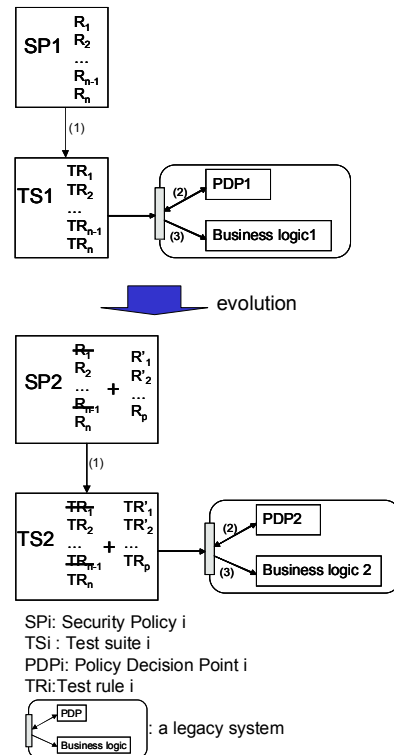 SP1
R1
R2
...
Rn-1
Rn
(1)
TS1
TR1
TR2
...
TRn-1
TRn
(2)
PDP1
(3)
Business logic1
evolution
SP2
R1
R2
...
Rn-1
Rn
+
R'1
R'2
...
Rp
(1)
TS2
TR1
TR2
...
TRn-1
TRn
+
TR'1
TR'2
...
TRp
(2)
PDP2
(3)
Business logic 2
SPi: Security Policy i
TSi : Test suite i
PDPi: Policy Decision Point i
TRi:Test rule i
PDP
Business logic
: a legacy system